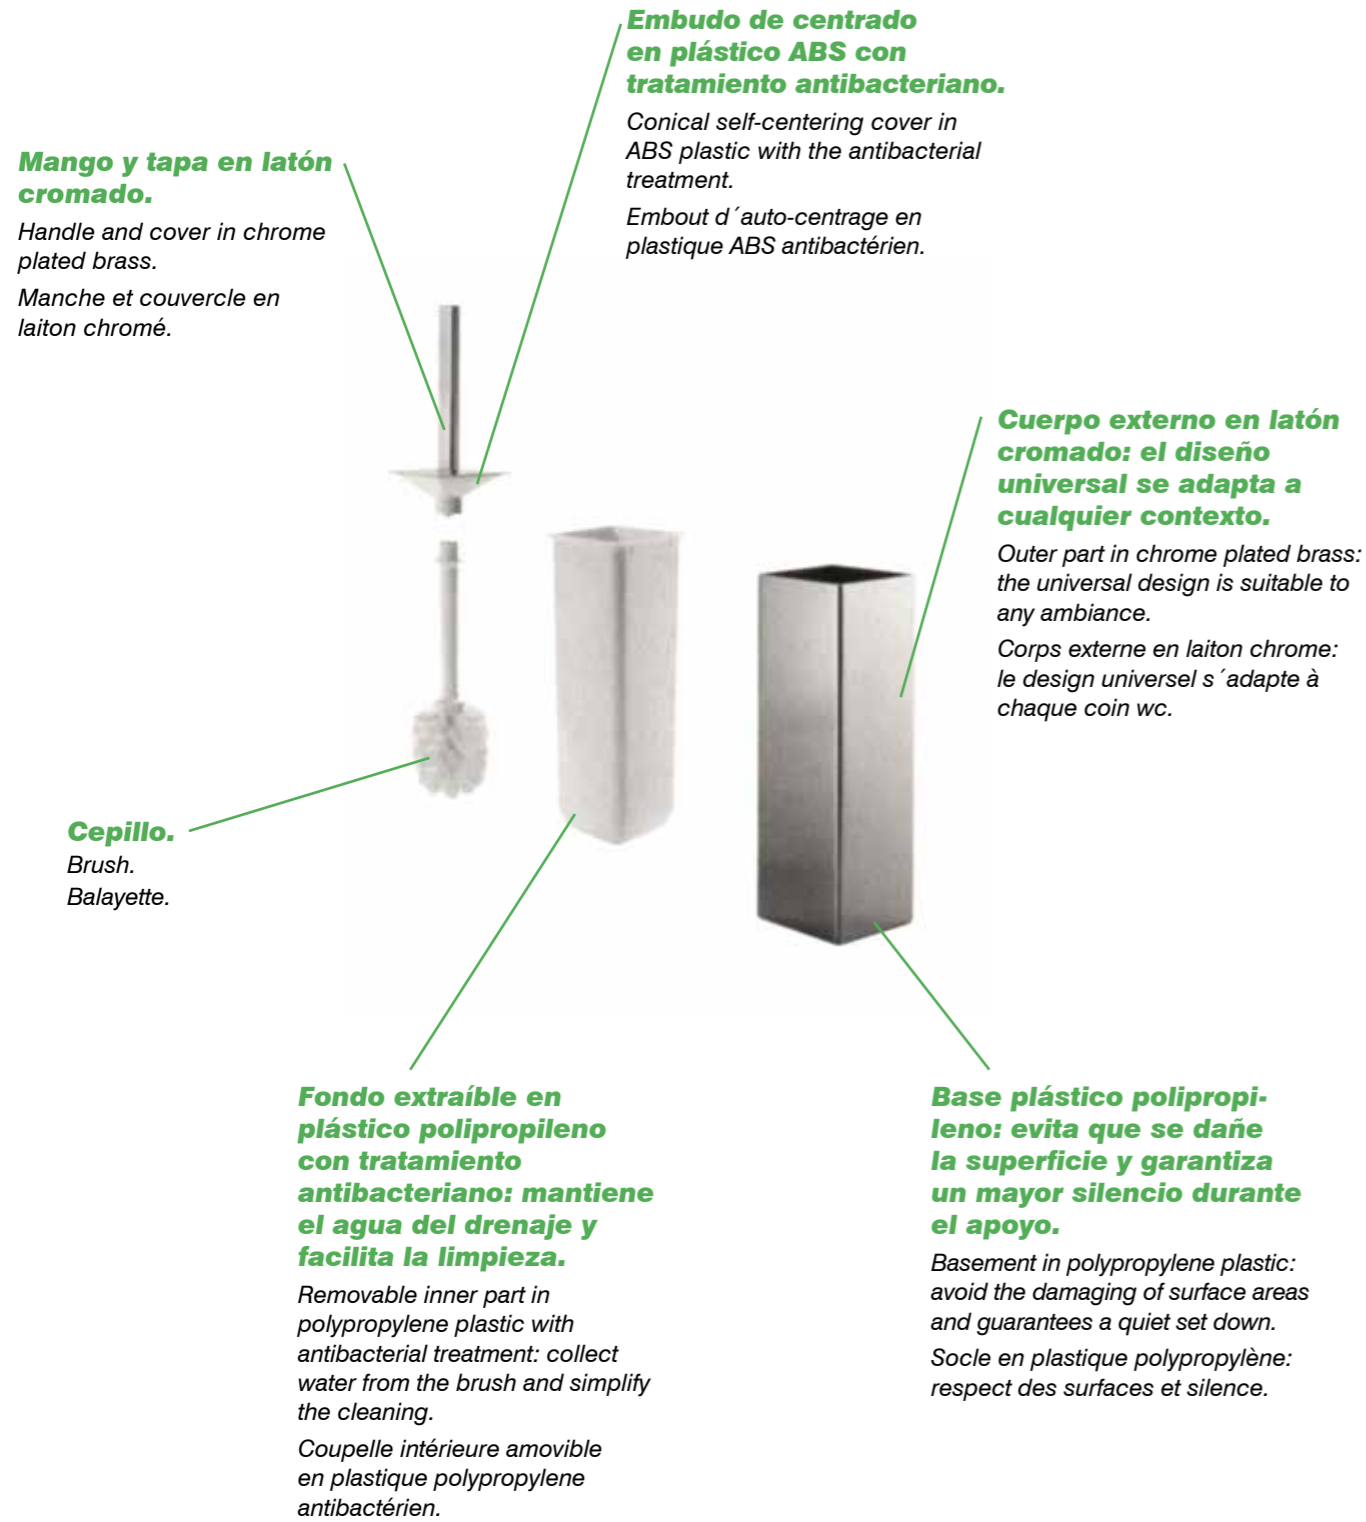 Embudo de centrado
en plástico ABS con
tratamiento antibacteriano.
Conical self-centering cover in
ABS plastic with the antibacterial
treatment.
Embout d´auto-centrage en
plastique ABS antibactérien.
Mango y tapa en latón
cromado.
Handle and cover in chrome
plated brass.
Manche et couvercle en
laiton chromé.
Cuerpo externo en latón
cromado: el diseño
universal se adapta a
cualquier contexto.
Outer part in chrome plated brass:
the universal design is suitable to
any ambiance.
Corps externe en laiton chrome:
le design universel s´adapte à
chaque coin wc.
Cepillo.
Brush.
Balayette.
Fondo extraíble en
plástico polipropileno
con tratamiento
antibacteriano: mantiene
el agua del drenaje y
facilita la limpieza.
Removable inner part in
polypropylene plastic with
antibacterial treatment: collect
water from the brush and simplify
the cleaning.
Coupelle intérieure amovible
en plastique polypropylene
antibactérien.
Base plástico polipropi-
leno: evita que se dañe
la superficie y garantiza
un mayor silencio durante
el apoyo.
Basement in polypropylene plastic:
avoid the damaging of surface areas
and guarantees a quiet set down.
Socle en plastique polypropylène:
respect des surfaces et silence.